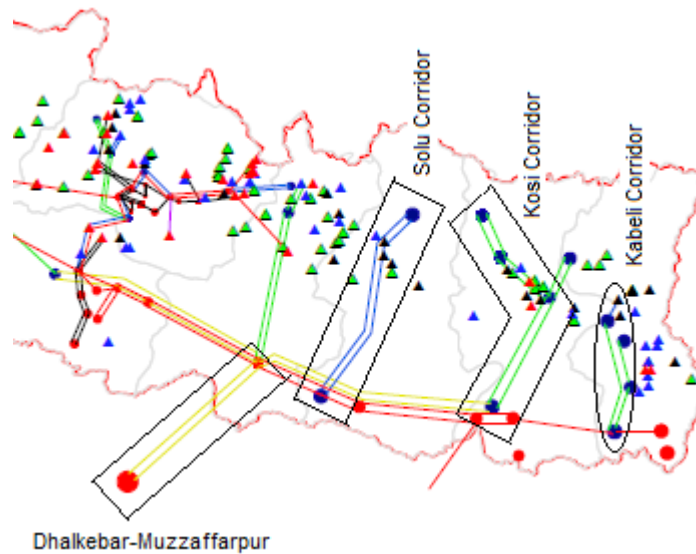 Solu Corridor
Kosi Corridor
Kabeli Corridor
Dhalkebar-Muzzaffarpur